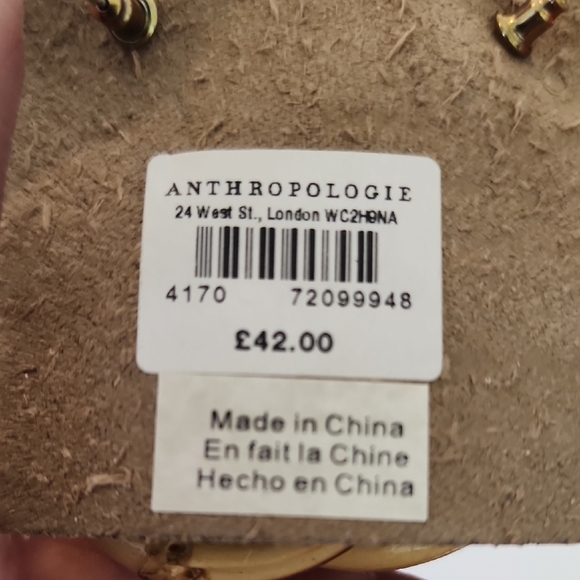 ANTHROPOLOGIE
24 West St., London WC2H9NA
4170 72099948
£42.00
Made in China
En fait la Chine
Hecho en China